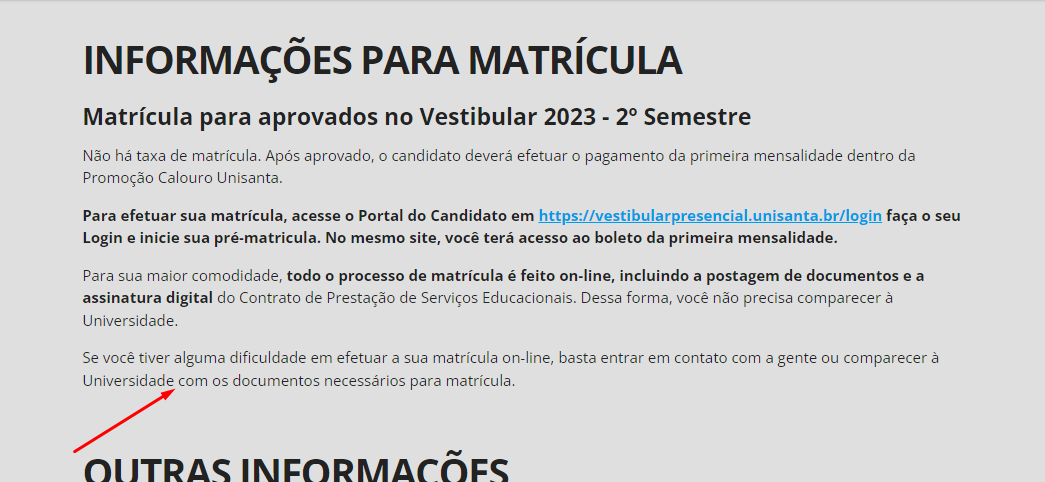 INFORMAÇÕES PARA MATRÍCULA
Matrícula para aprovados no Vestibular 2023 - 2º Semestre
Não há taxa de matrícula. Após aprovado, o candidato deverá efetuar o pagamento da primeira mensalidade dentro da
Promoção Calouro Unisanta.
Para efetuar sua matrícula, acesse o Portal do Candidato em https://vestibularpresencial.unisanta.br/login faça o seu
Login e inicie sua pré-matricula. No mesmo site, você terá acesso ao boleto da primeira mensalidade.
Para sua maior comodidade, todo o processo de matrícula é feito on-line, incluindo a postagem de documentos e a
assinatura digital do Contrato de Prestação de Serviços Educacionais. Dessa forma, você não precisa comparecer à
Universidade.
Se você tiver alguma dificuldade em efetuar a sua matrícula on-line, basta entrar em contato com a gente ou comparecer à
Universidade com os documentos necessários para matrícula.
OUTRAS INFORMAÇÕES